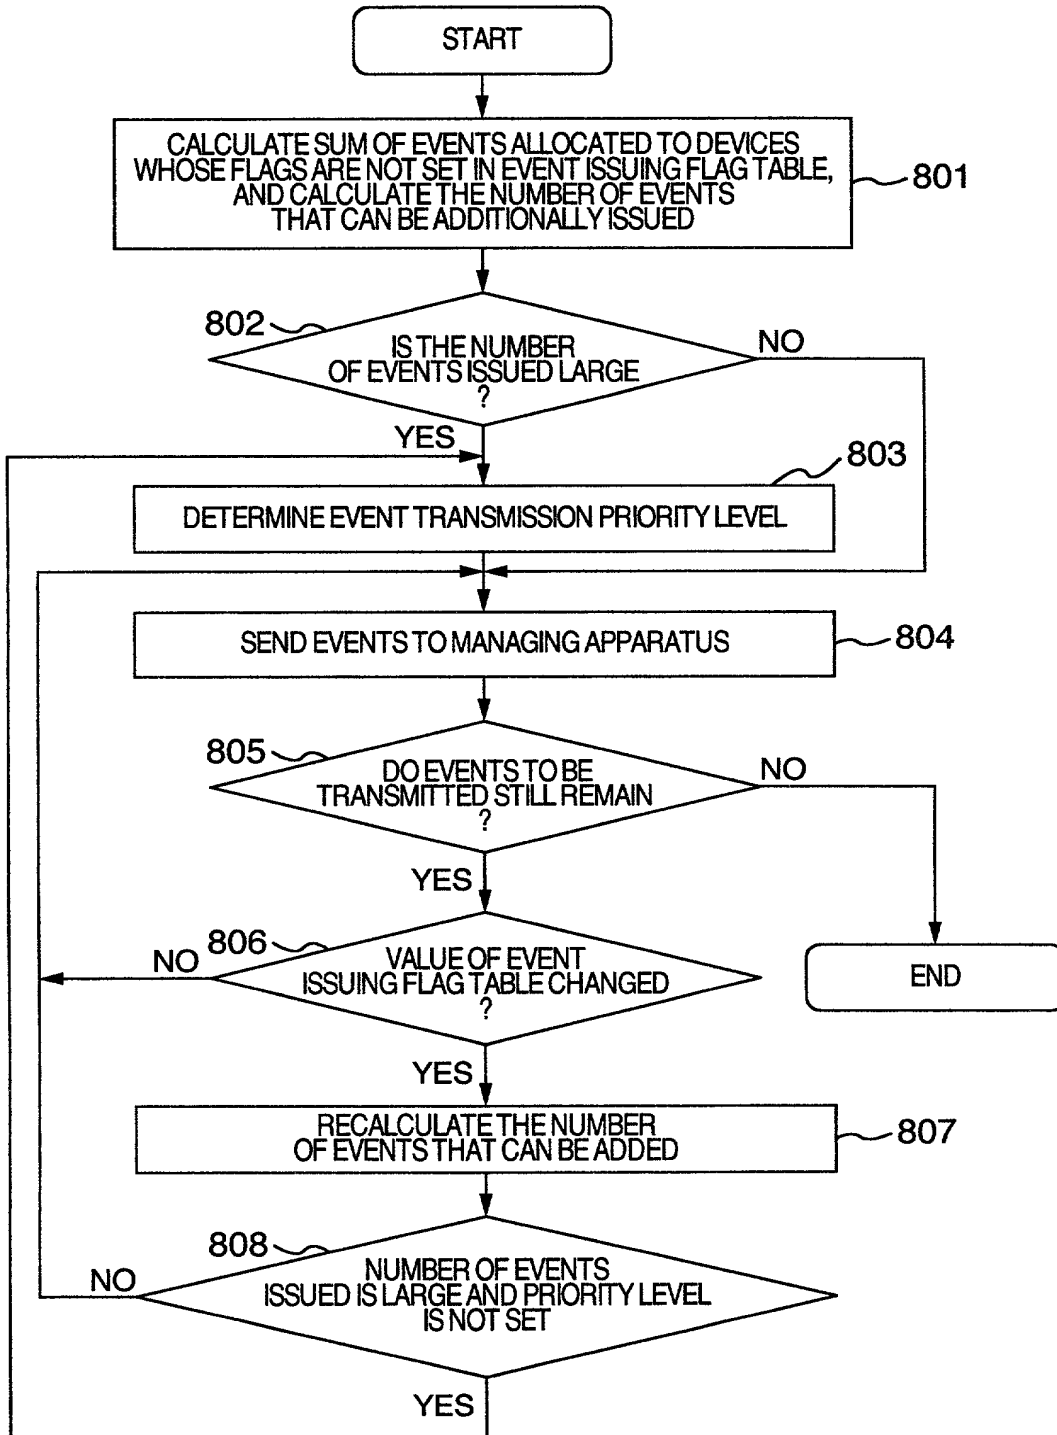 START
CALCULATE SUM OF EVENTS ALLOCATED TO DEVICES
WHOSE FLAGS ARE NOT SET IN EVENT ISSUING FLAG TABLE,
AND CALCULATE THE NUMBER OF EVENTS
THAT CAN BE ADDITIONALLY ISSUED
801
802
IS THE NUMBER
OF EVENTS ISSUED LARGE
?
NO
YES
803
DETERMINE EVENT TRANSMISSION PRIORITY LEVEL
SEND EVENTS TO MANAGING APPARATUS
804
805
DO EVENTS TO BE
TRANSMITTED STILL REMAIN
?
NO
YES
806
VALUE OF EVENT
ISSUING FLAG TABLE CHANGED
?
NO
END
YES
RECALCULATE THE NUMBER
OF EVENTS THAT CAN BE ADDED
807
808
NUMBER OF EVENTS
ISSUED IS LARGE AND PRIORITY LEVEL
IS NOT SET
NO
YES